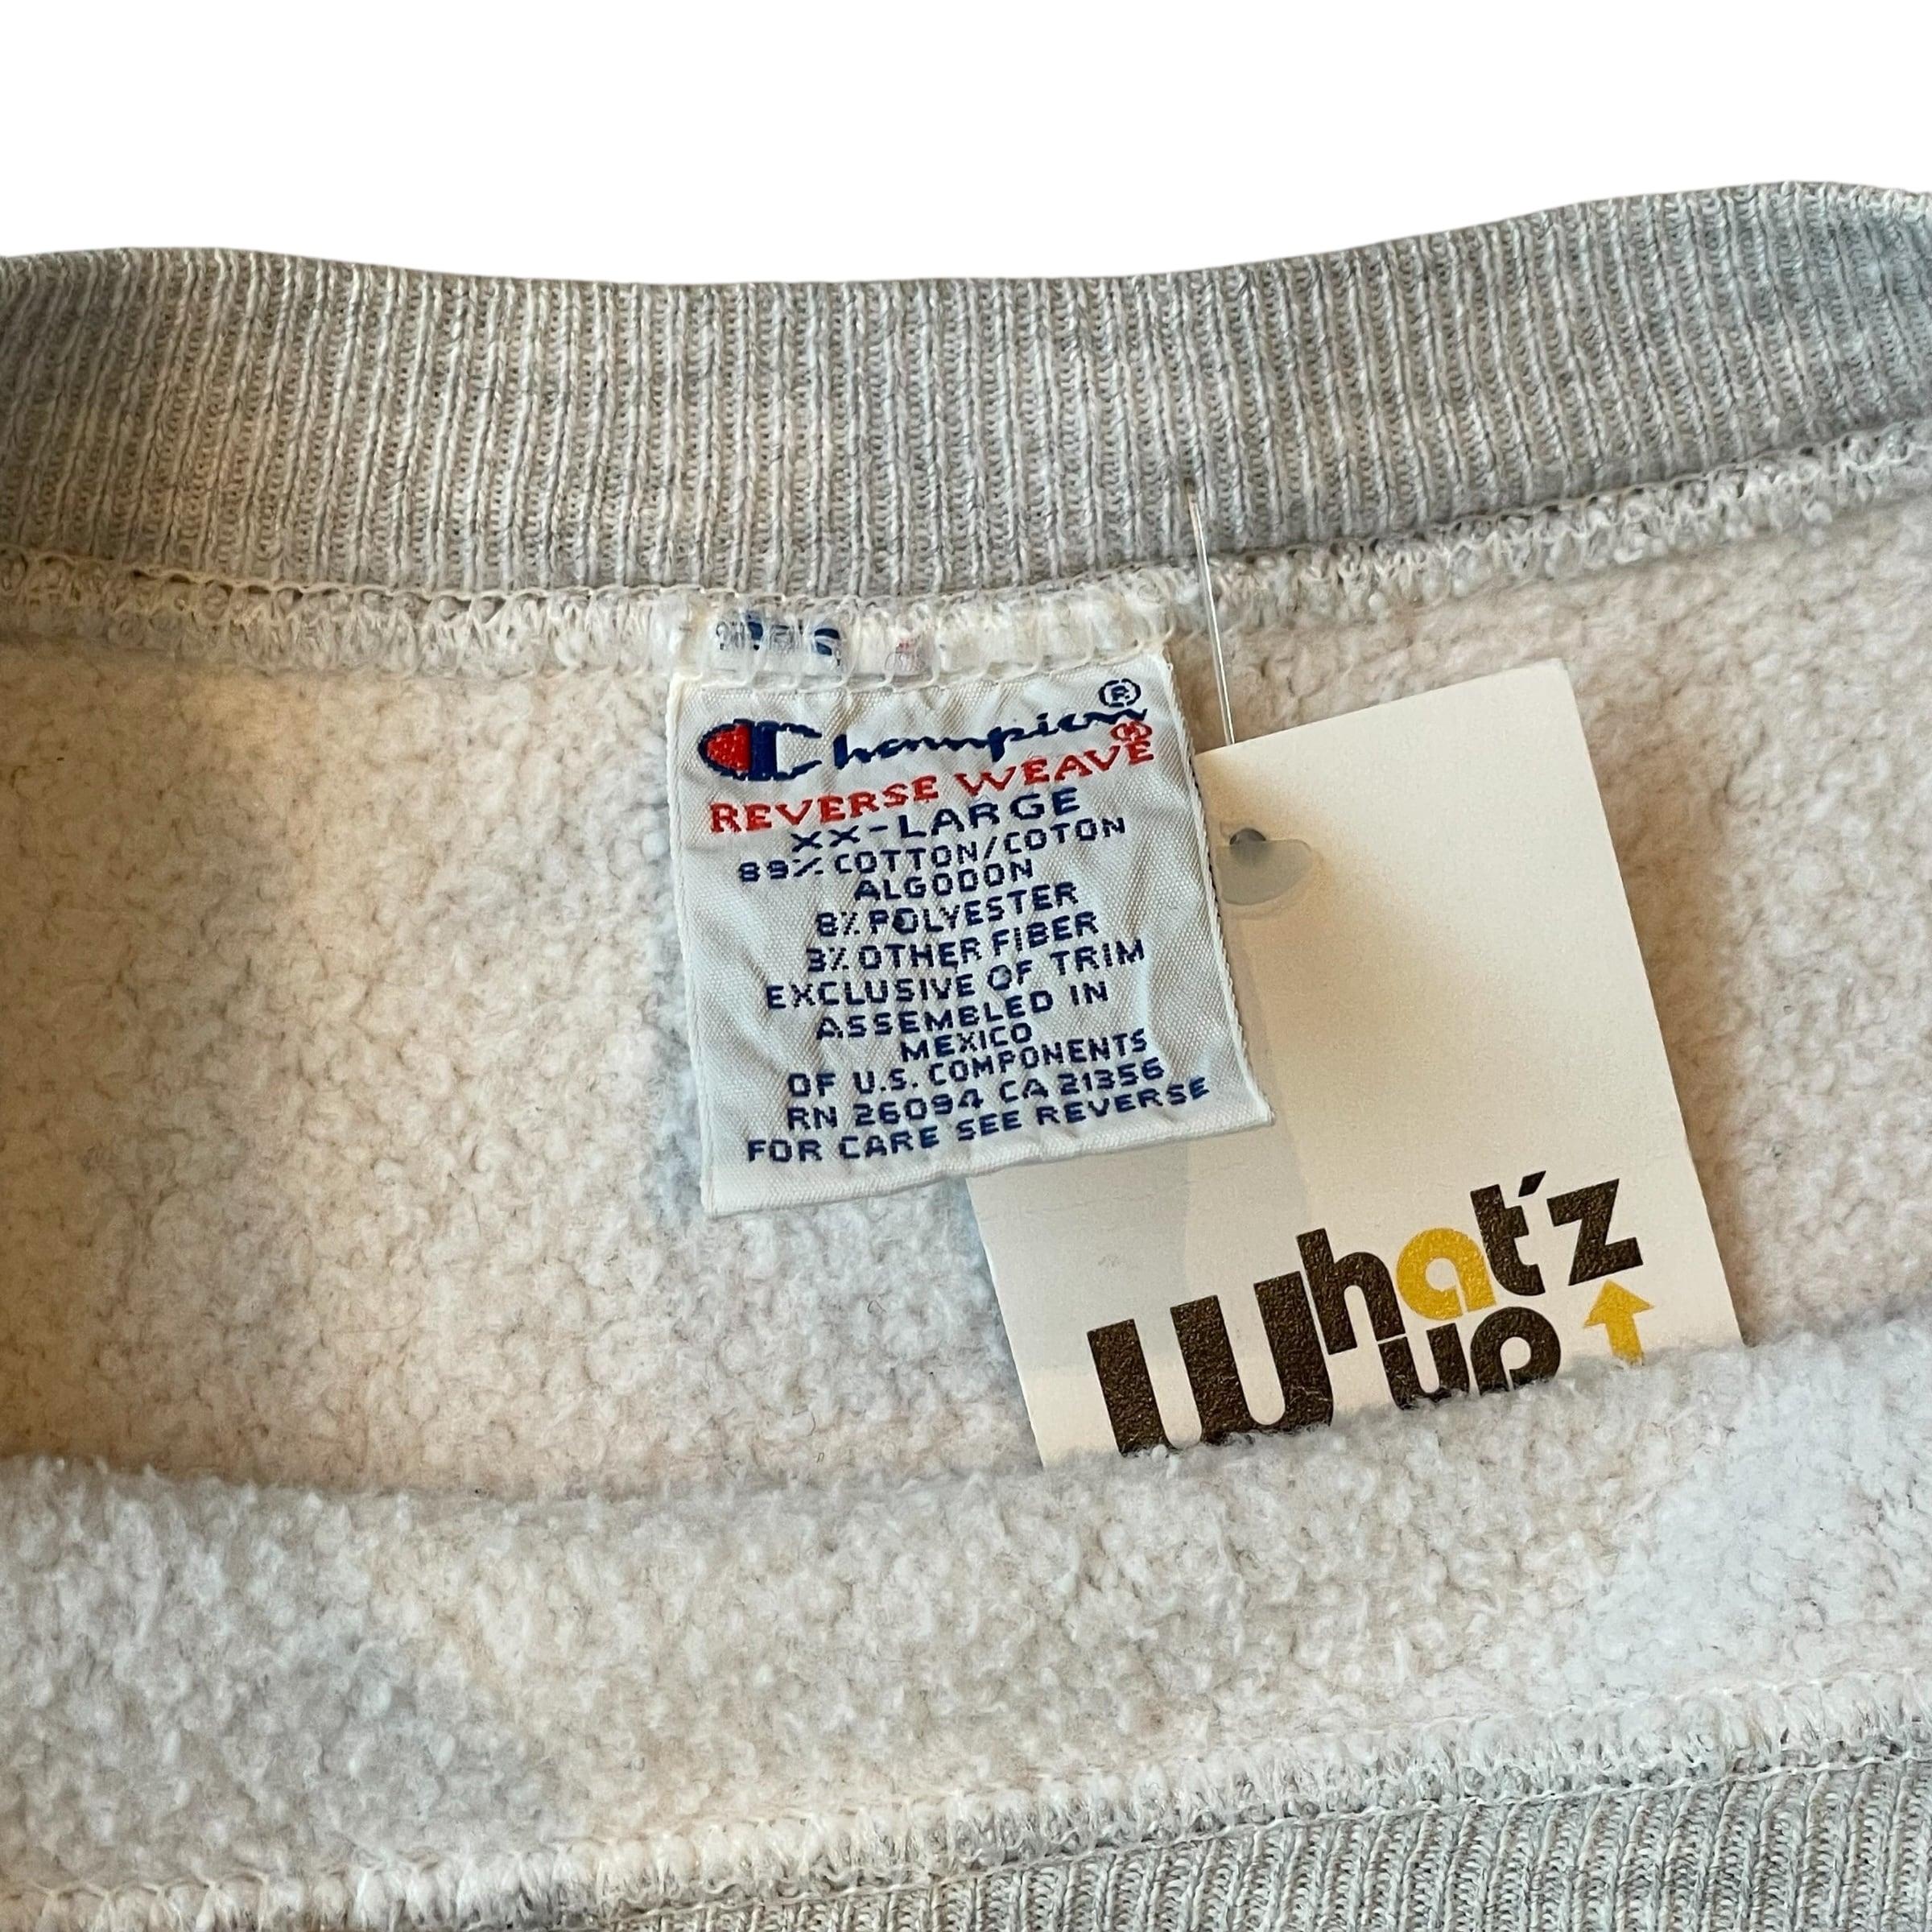 Champion®
REVERSE WEAVE®
XX-LARGE
89% COTTON/COTON
ALGODON
8% POLYESTER
3% OTHER FIBER
EXCLUSIVE OF TRIM
ASSEMBLED IN
MEXICO
OF U.S. COMPONENTS
RN 26094 CA 21356
FOR CARE SEE REVERSE
What'z
up